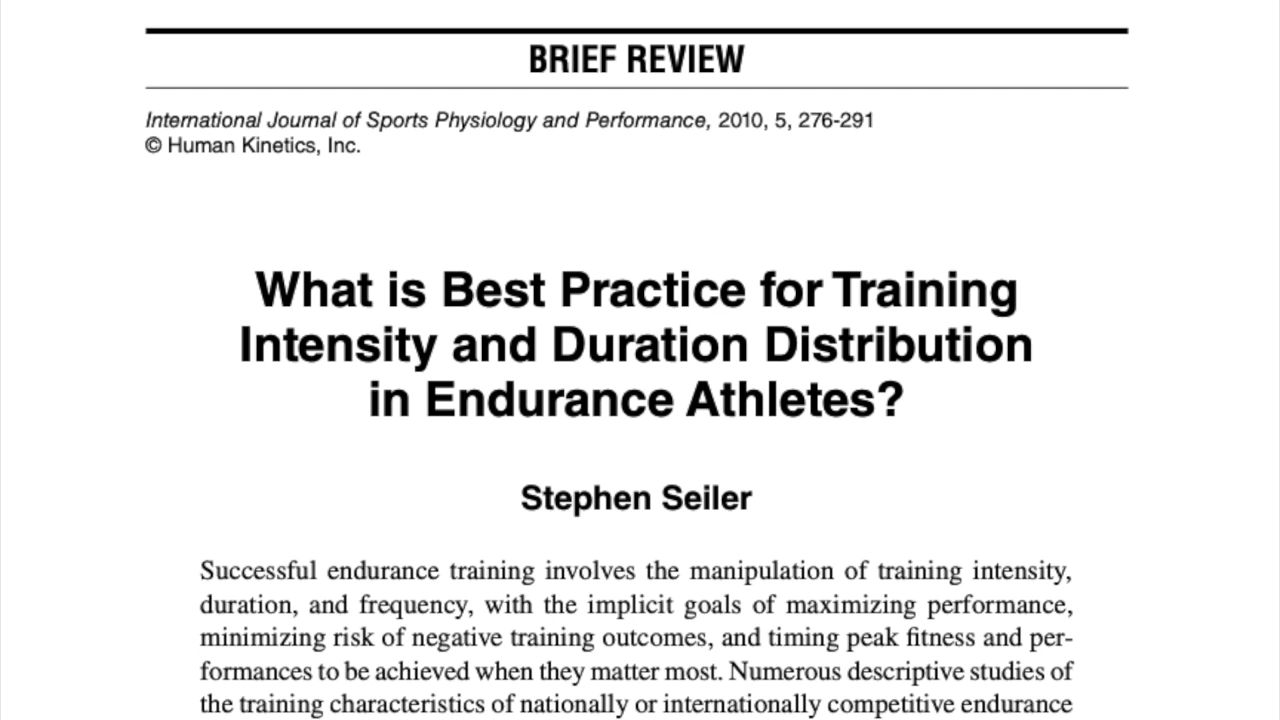 BRIEF REVIEW
International Journal of Sports Physiology and Performance, 2010, 5, 276-291
© Human Kinetics, Inc.
What is Best Practice for Training
Intensity and Duration Distribution
in Endurance Athletes?
Stephen Seiler
Successful endurance training involves the manipulation of training intensity,
duration, and frequency, with the implicit goals of maximizing performance,
minimizing risk of negative training outcomes, and timing peak fitness and per-
formances to be achieved when they matter most. Numerous descriptive studies of
the training characteristics of nationally or internationally competitive endurance